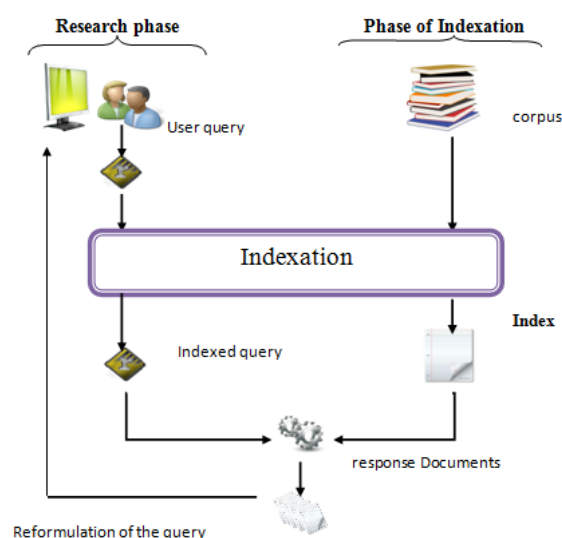 Research phase
Phase of Indexation
User query
corpus
Indexation
Index
Indexed query
response Documents
Reformulation of the query